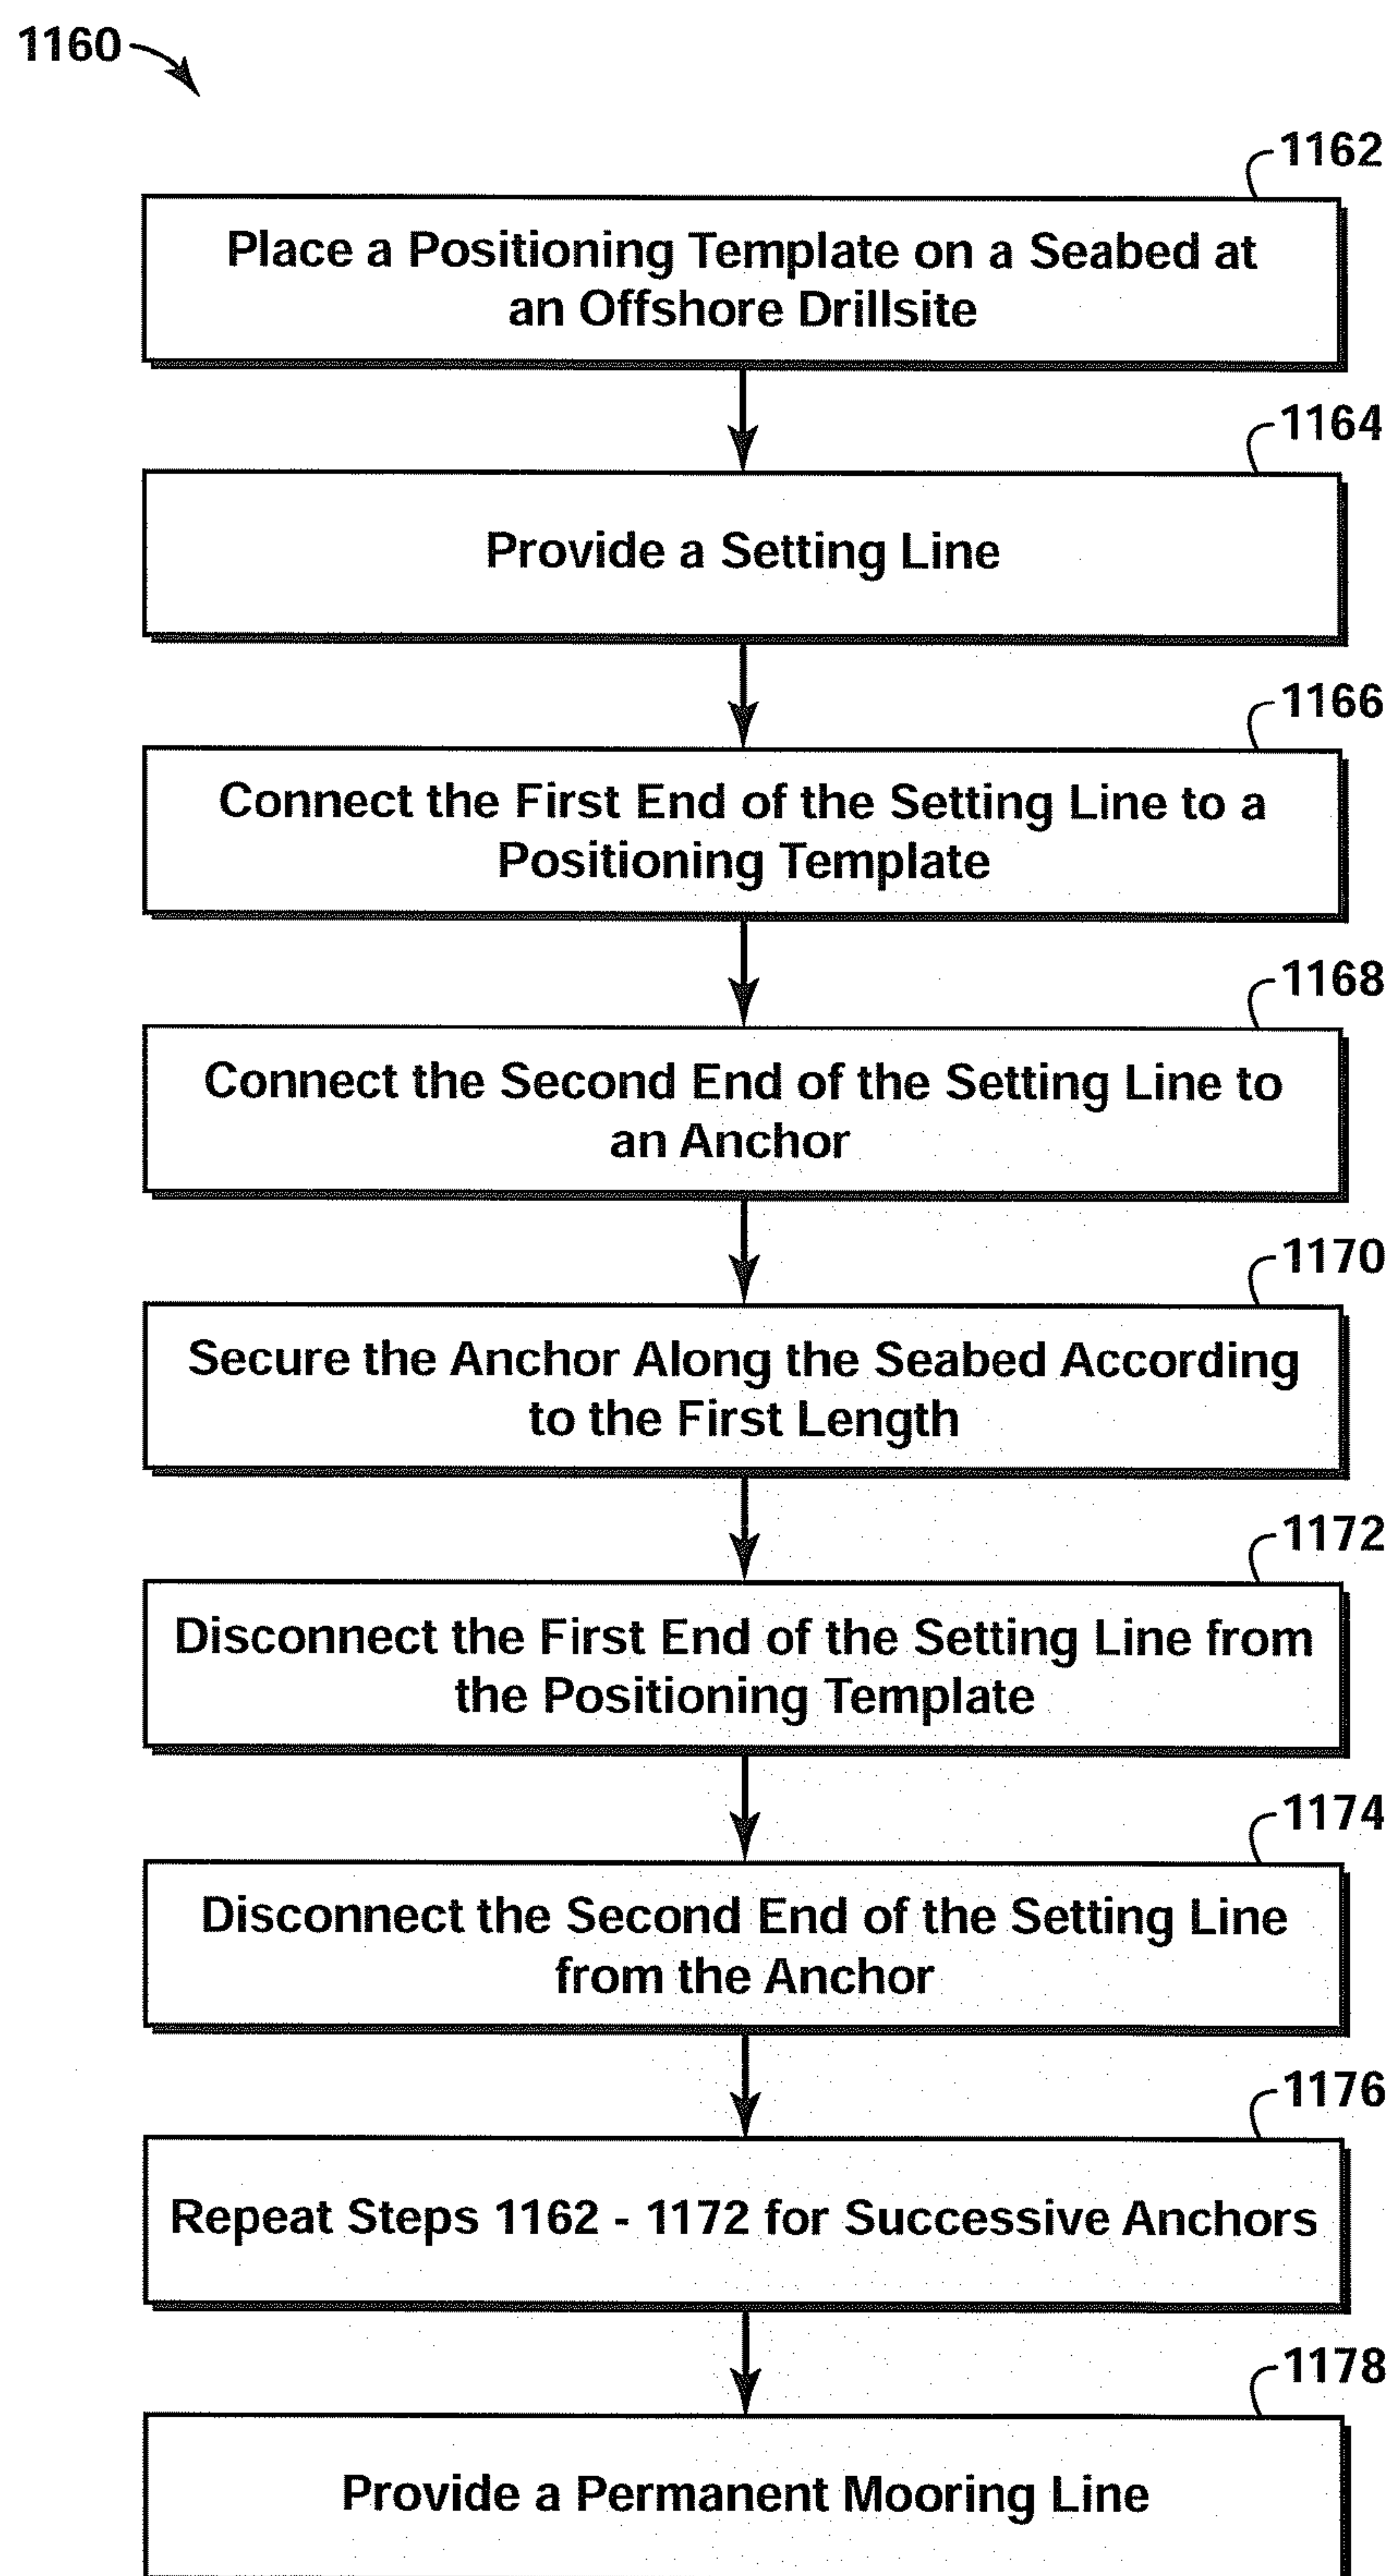 1160
1162
Place a Positioning Template on a Seabed at
an Offshore Drillsite
1164
Provide a Setting Line
1166
Connect the First End of the Setting Line to a
Positioning Template
1168
Connect the Second End of the Setting Line to
an Anchor
1170
Secure the Anchor Along the Seabed According
to the First Length
1172
Disconnect the First End of the Setting Line from
the Positioning Template
1174
Disconnect the Second End of the Setting Line
from the Anchor
1176
Repeat Steps 1162 - 1172 for Successive Anchors
1178
Provide a Permanent Mooring Line